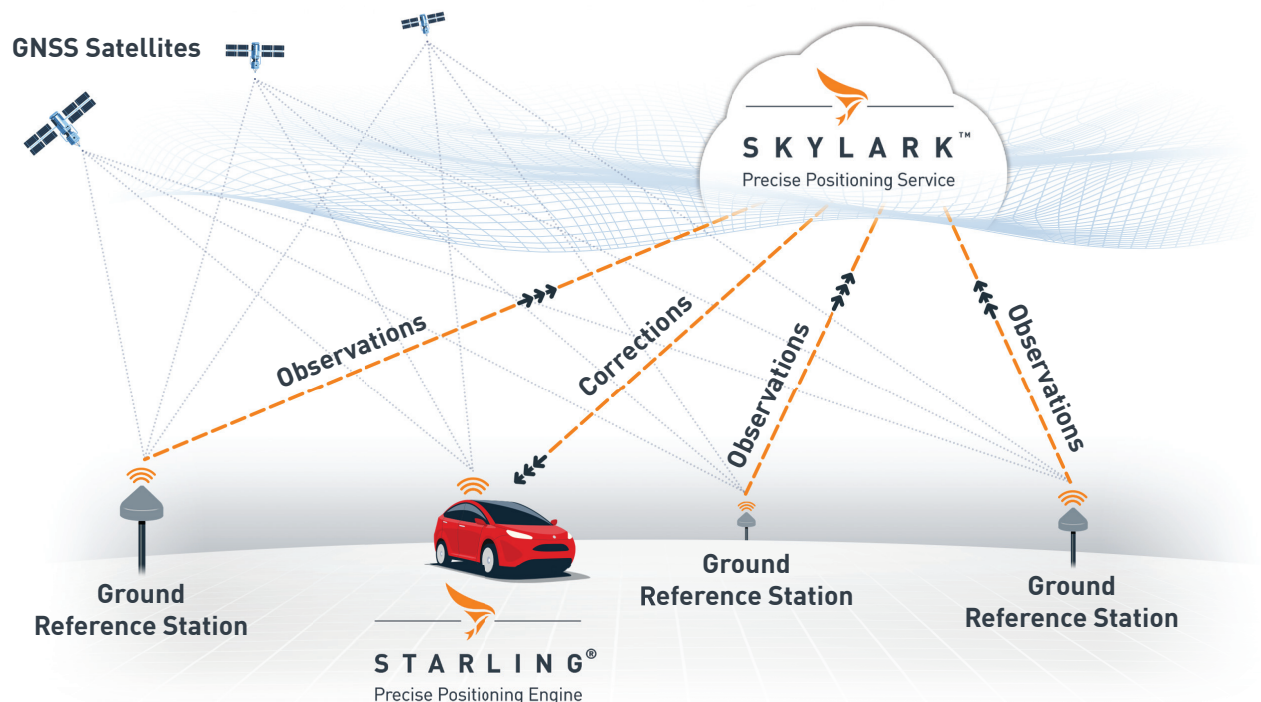 GNSS Satellites
SKYLARK™
Precise Positioning Service
Observations
Corrections
Observations
Observations
Ground
Reference Station
STARLING®
Precise Positioning Engine
Ground
Reference Station
Ground
Reference Station